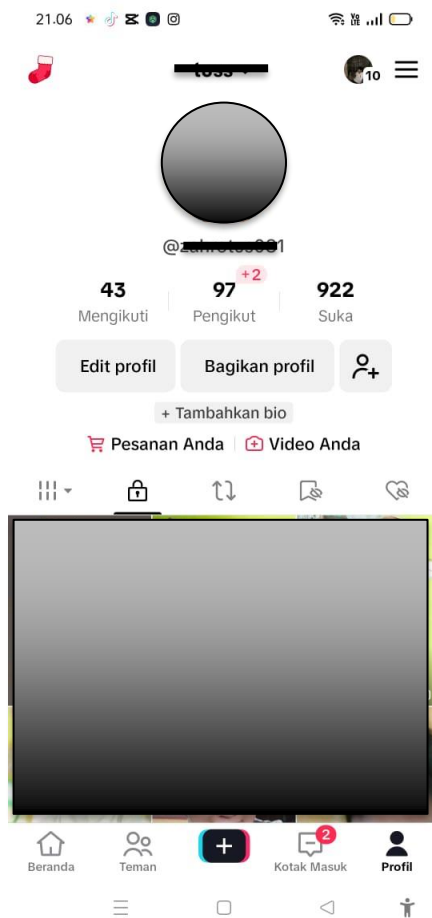 21.06
10
43 97 +2 922
Mengikuti Pengikut Suka
Edit profil Bagikan profil
+ Tambahkan bio
Pesanan Anda Video Anda
2
Beranda Teman Kotak Masuk Profil